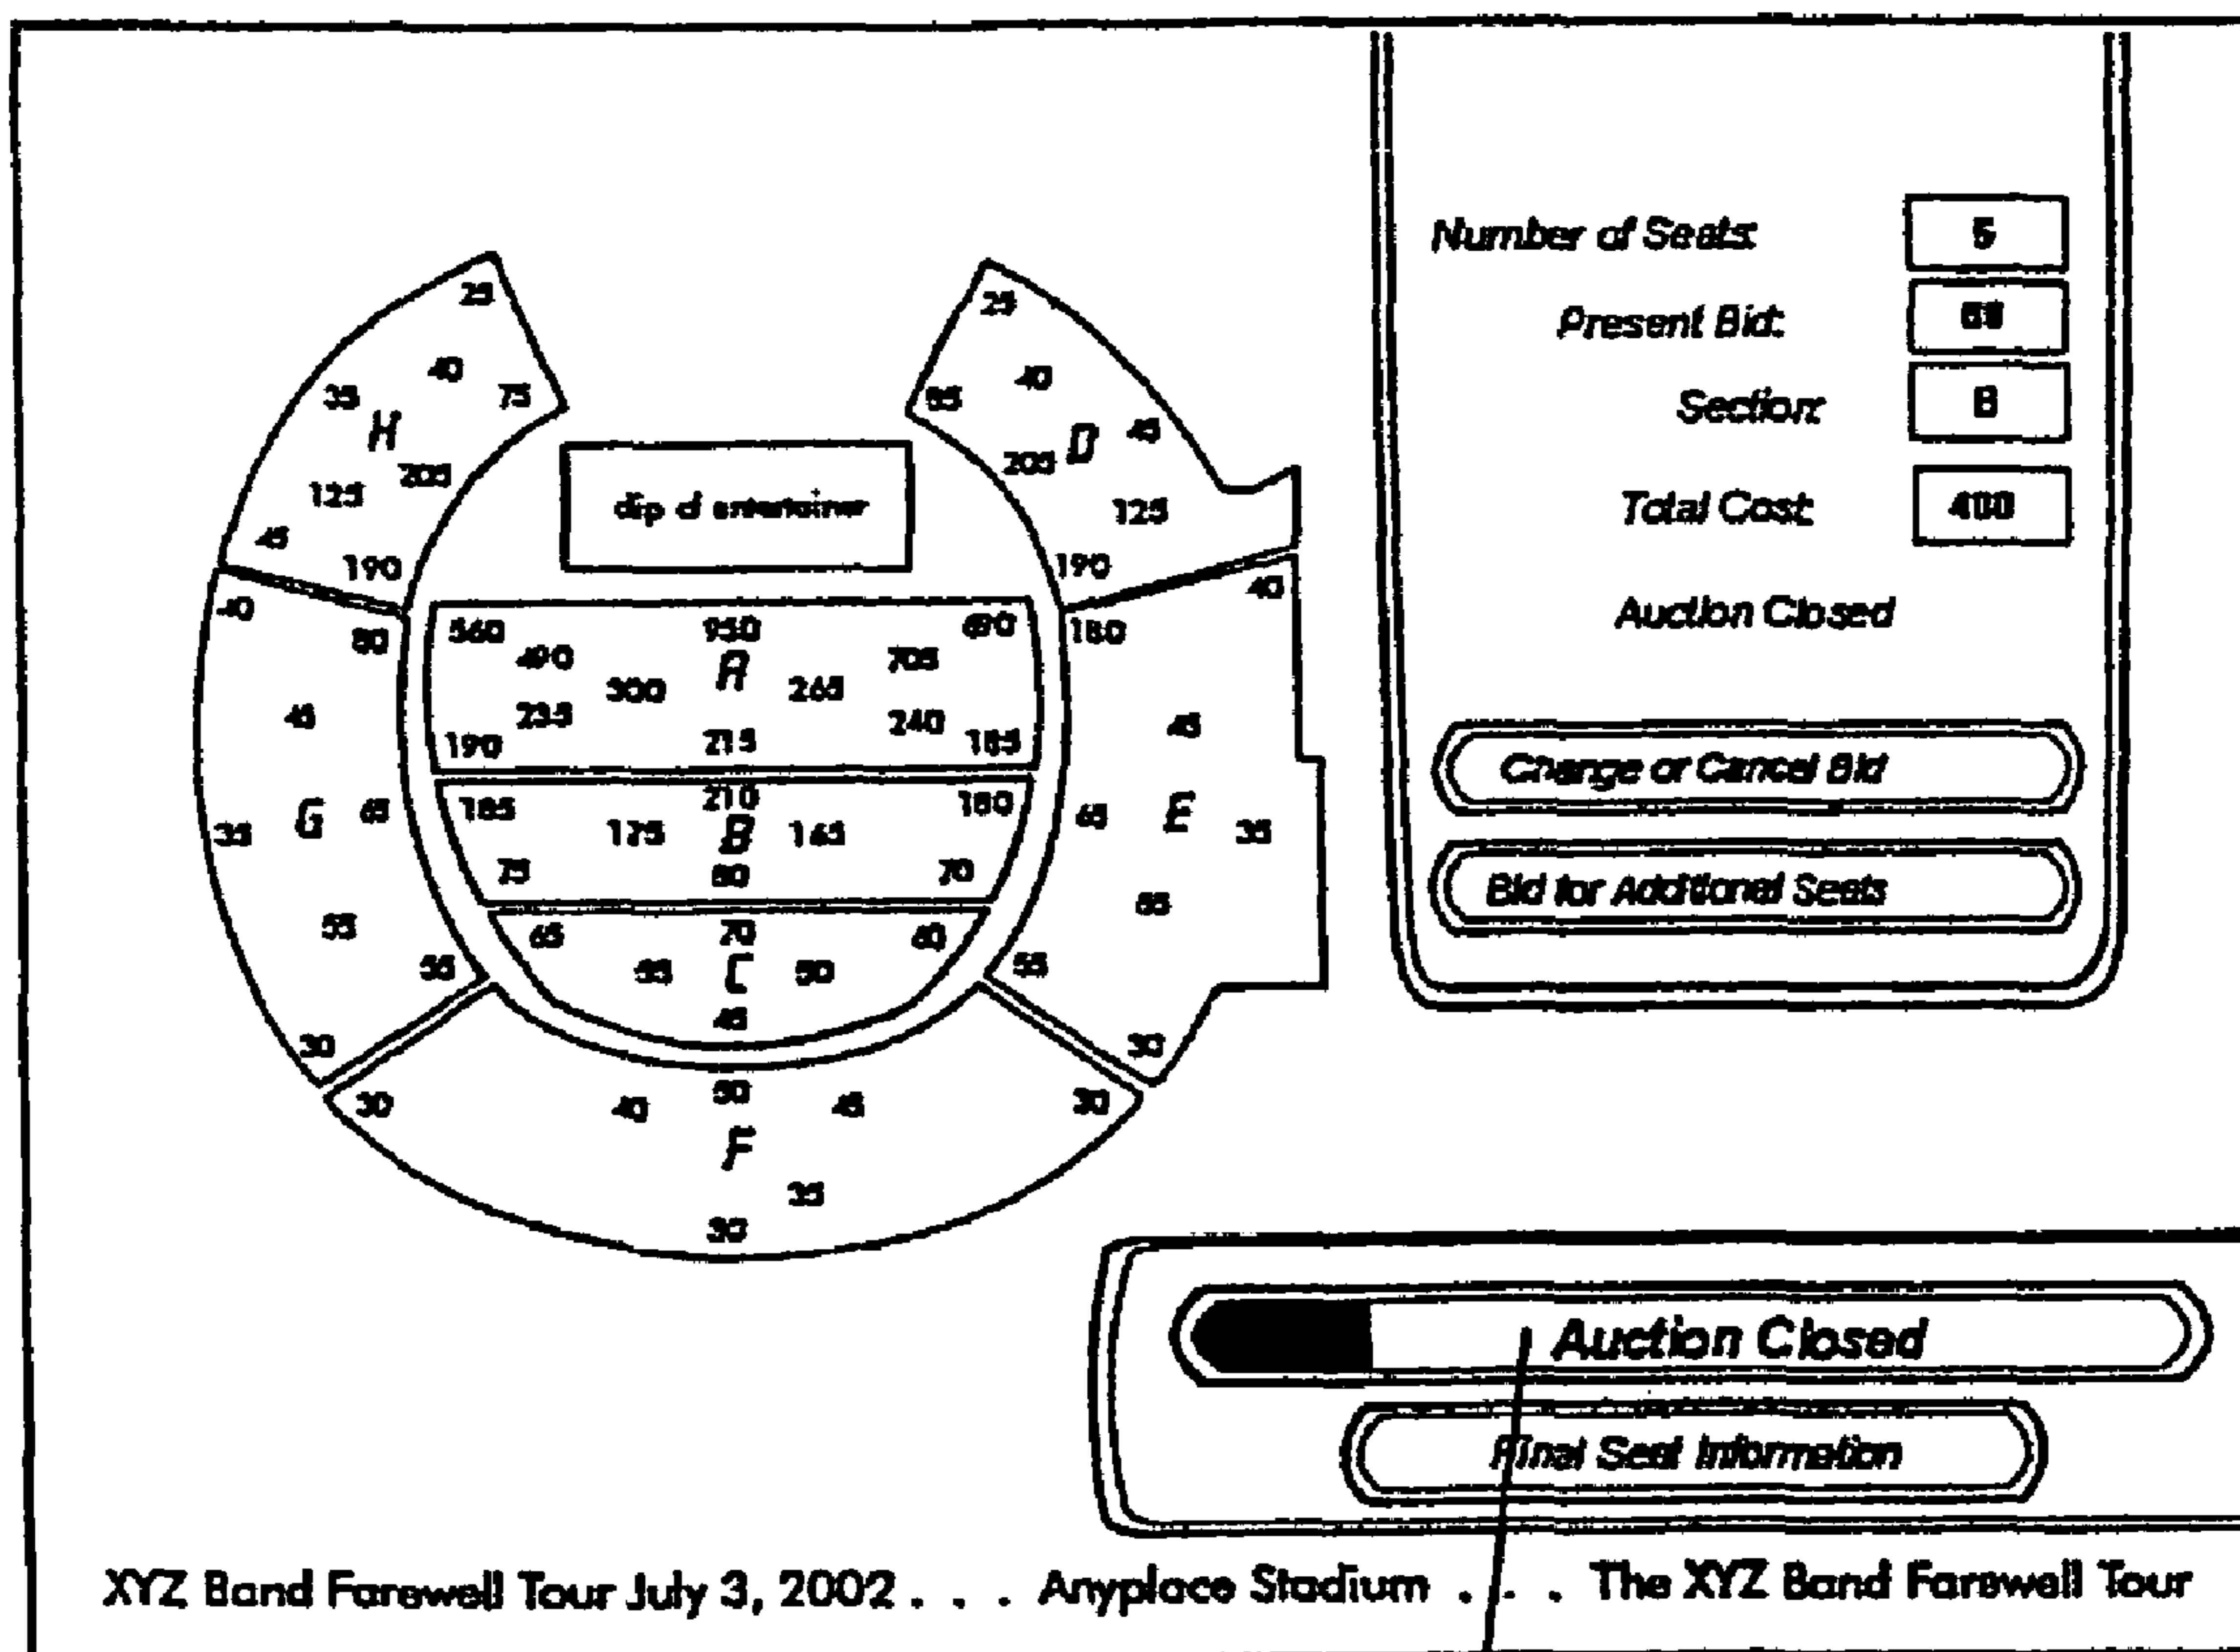 Number of Seats: 5
Present Bid:
Section: B
Total Cost: 400
Auction Closed
Change or Cancel Bid
Bid for Additional Seats
25
40
35
75
H
205
125
45
190
25
40
45
D
205
125
190
clip of entertainer
560 950 690
490 A 705
300 265
235 240
190 215 185
185 210 180
175 B 165
75 80 70
65 70 60
55 C 50
45
40
80
45
G 65
35
55
55
30
40
180
45
65 E 35
55
30
30 40 50 45 30
F
35
30
Auction Closed
Final Seat Information
XYZ Band Farewell Tour July 3, 2002 . . . Anyplace Stadium . . . The XYZ Band Farewell Tour